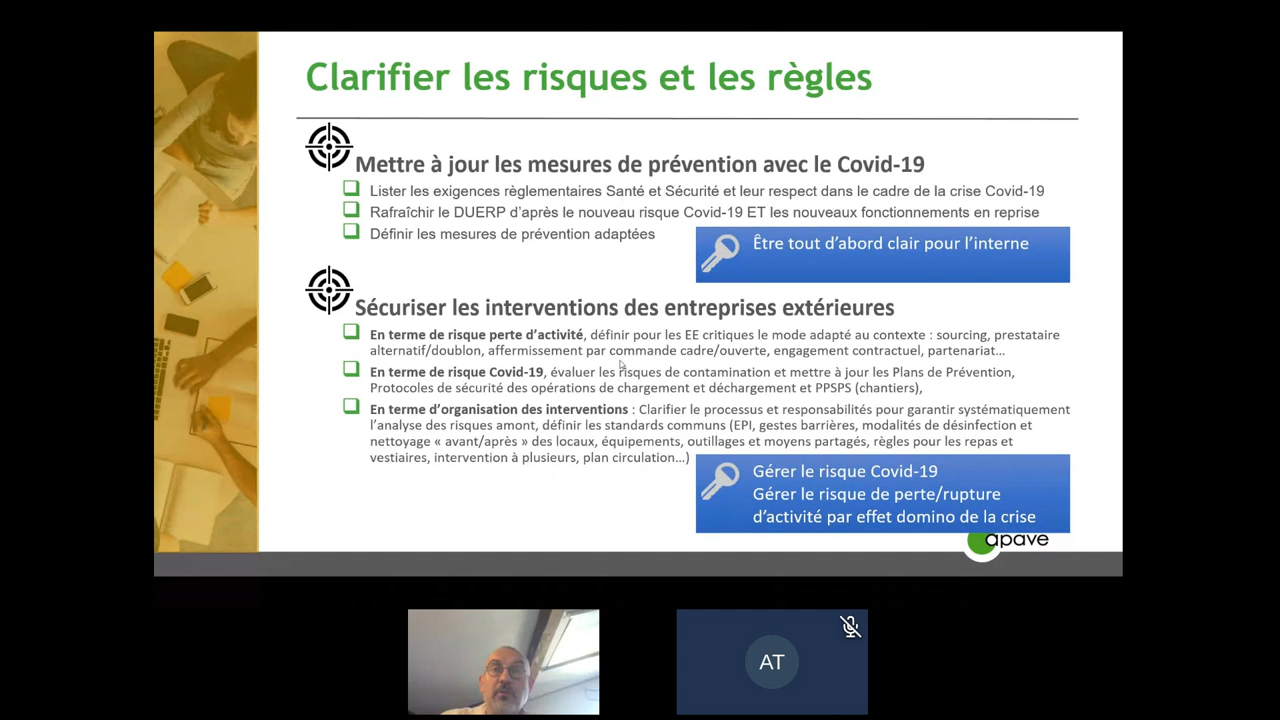 Clarifier les risques et les règles
Mettre à jour les mesures de prévention avec le Covid-19
Lister les exigences règlementaires Santé et Sécurité et leur respect dans le cadre de la crise Covid-19
Rafraîchir le DUERP d’après le nouveau risque Covid-19 ET les nouveaux fonctionnements en reprise
Définir les mesures de prévention adaptées
Être tout d’abord clair pour l’interne
Sécuriser les interventions des entreprises extérieures
En terme de risque perte d’activité, définir pour les EE critiques le mode adapté au contexte : sourcing, prestataire
alternatif/doublon, affermissement par commande cadre/ouverte, engagement contractuel, partenariat…
En terme de risque Covid-19, évaluer les risques de contamination et mettre à jour les Plans de Prévention,
Protocoles de sécurité des opérations de chargement et déchargement et PPSPS (chantiers),
En terme d’organisation des interventions : Clarifier le processus et responsabilités pour garantir systématiquement
l’analyse des risques amont, définir les standards communs (EPI, gestes barrières, modalités de désinfection et
nettoyage « avant/après » des locaux, équipements, outillages et moyens partagés, règles pour les repas et
vestiaires, intervention à plusieurs, plan circulation…)
Gérer le risque Covid-19
Gérer le risque de perte/rupture
d’activité par effet domino de la crise
apave
AT